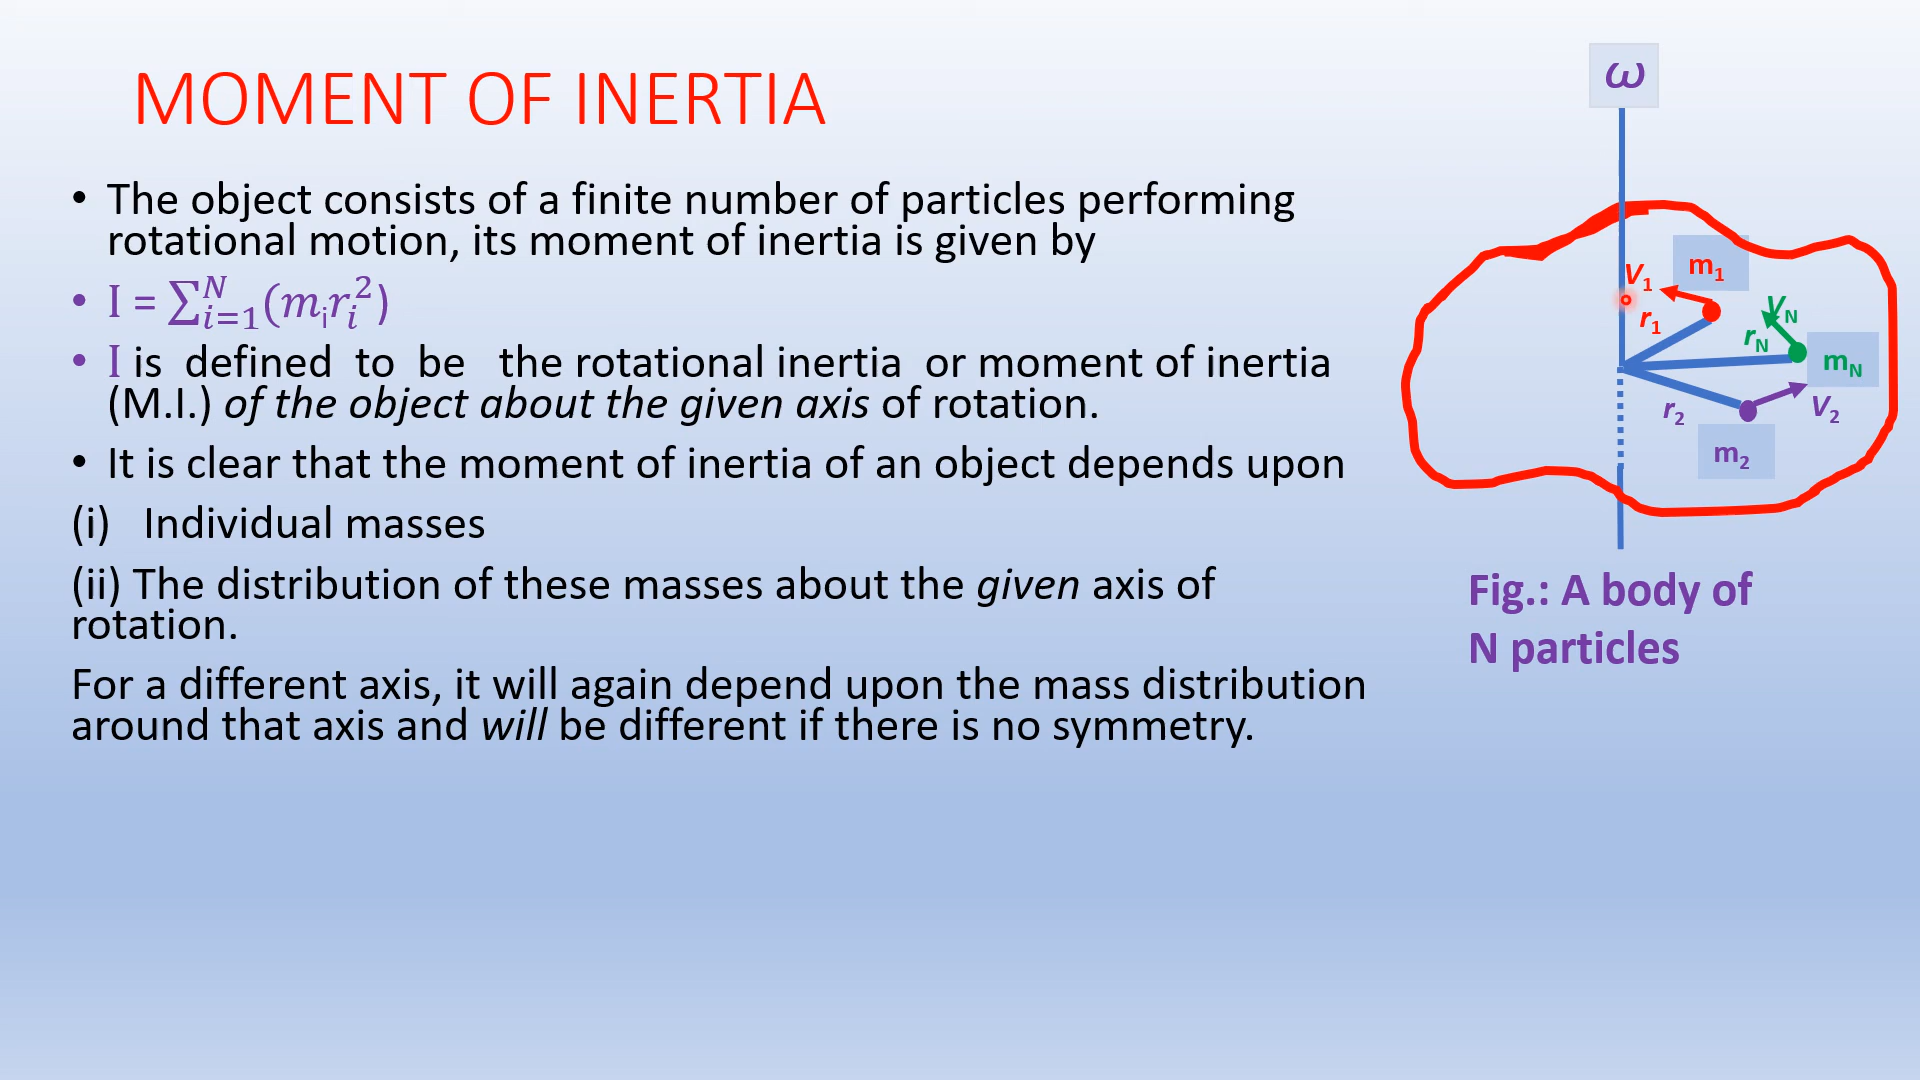 MOMENT OF INERTIA
• The object consists of a finite number of particles performing
rotational motion, its moment of inertia is given by
• I = ∑ᵢ₌₁ᴺ(mᵢrᵢ²)
• I is defined to be the rotational inertia or moment of inertia
(M.I.) of the object about the given axis of rotation.
• It is clear that the moment of inertia of an object depends upon
(i) Individual masses
(ii) The distribution of these masses about the given axis of
rotation.
For a different axis, it will again depend upon the mass distribution
around that axis and will be different if there is no symmetry.
ω
V₁
m₁
r₁
V_N
r_N
m_N
r₂
V₂
m₂
Fig.: A body of
N particles